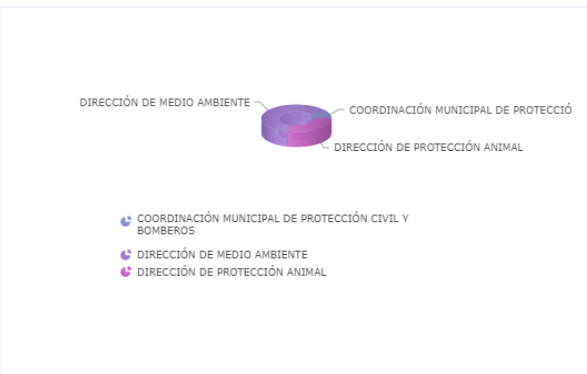 DIRECCIÓN DE MEDIO AMBIENTE
COORDINACIÓN MUNICIPAL DE PROTECCIÓ
DIRECCIÓN DE PROTECCIÓN ANIMAL
COORDINACIÓN MUNICIPAL DE PROTECCIÓN CIVIL Y
BOMBEROS
DIRECCIÓN DE MEDIO AMBIENTE
DIRECCIÓN DE PROTECCIÓN ANIMAL